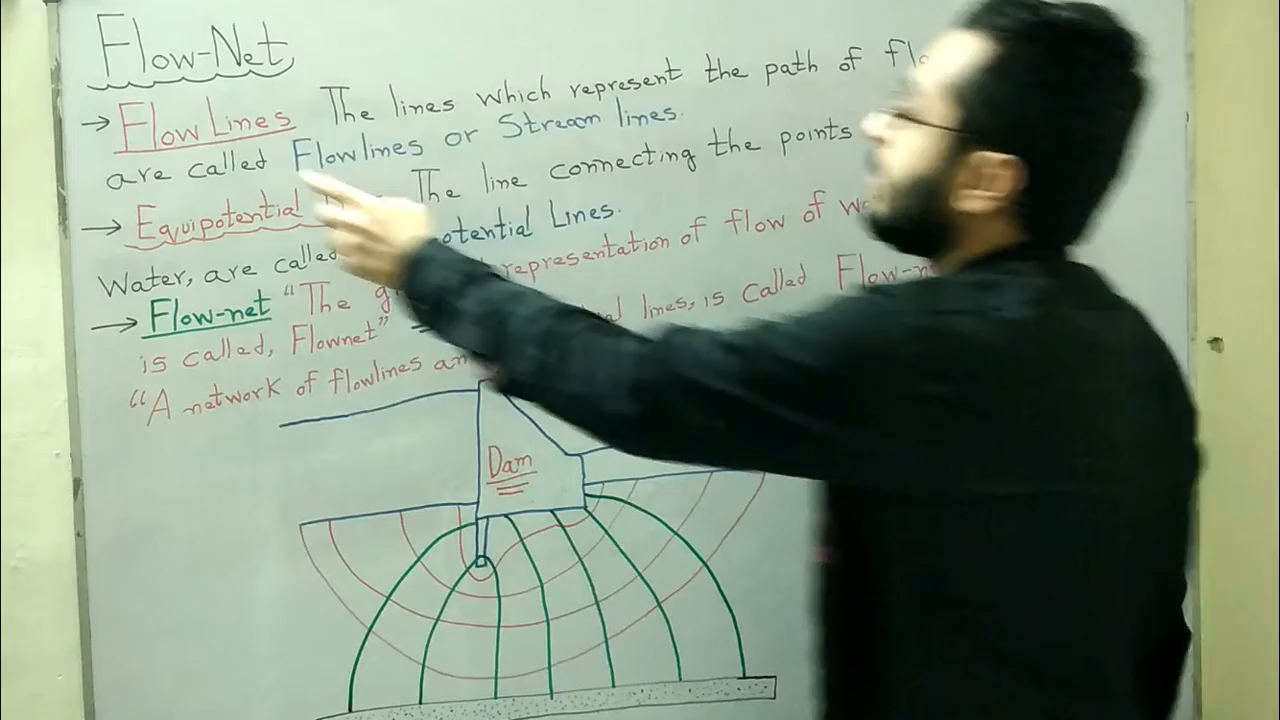 Flow-Net
→ Flow Lines The lines which represent the path of
are called Flowlines or Stream lines.
→ Equipotential The line connecting the points
Water, are called potential Lines.
→ Flow-net "The representation of flow of
is called, Flownet" lines, is called Flow-n
"A network of flowlines
Dam